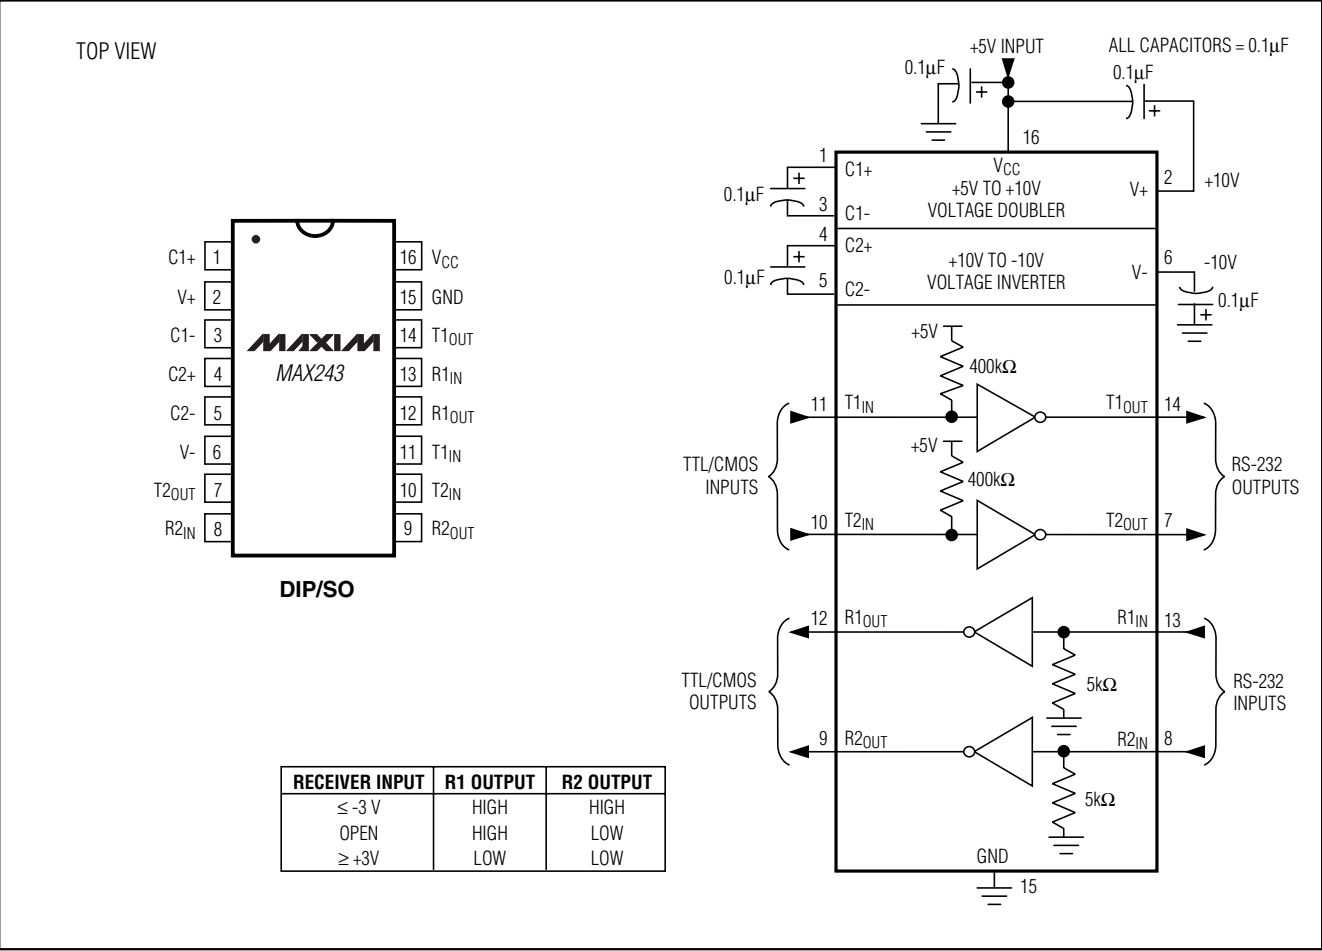 TOP VIEW
C1+ 1
V+ 2
C1- 3
C2+ 4
C2- 5
V- 6
T2OUT 7
R2IN 8
16 VCC
15 GND
14 T1OUT
13 R1IN
12 R1OUT
11 T1IN
10 T2IN
9 R2OUT
MAXIM
MAX243
DIP/SO
RECEIVER INPUT R1 OUTPUT R2 OUTPUT
≤ -3 V HIGH HIGH
OPEN HIGH LOW
≥ +3V LOW LOW
+5V INPUT
ALL CAPACITORS = 0.1µF
0.1µF
+
0.1µF
+
16
VCC
1
C1+
+5V TO +10V
VOLTAGE DOUBLER
V+
2
+10V
+
0.1µF
3
C1-
4
C2+
+10V TO -10V
VOLTAGE INVERTER
V-
6
-10V
+
0.1µF
5
C2-
0.1µF
+
+5V
400kΩ
11
T1IN
T1OUT
14
+5V
400kΩ
TTL/CMOS
INPUTS
RS-232
OUTPUTS
10
T2IN
T2OUT
7
12
R1OUT
R1IN
13
5kΩ
TTL/CMOS
OUTPUTS
RS-232
INPUTS
9
R2OUT
R2IN
8
5kΩ
GND
15